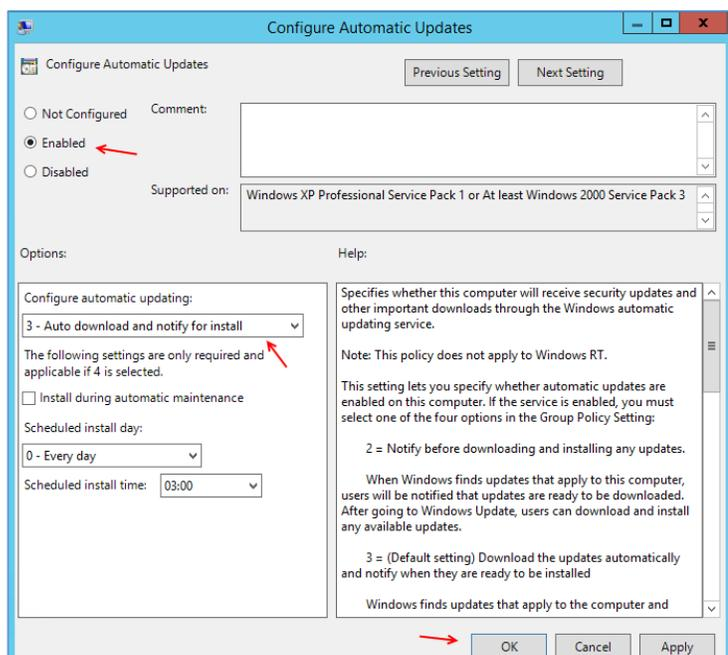 Configure Automatic Updates
Configure Automatic Updates
Previous Setting
Next Setting
Not Configured
Comment:
Enabled
Disabled
Supported on:
Windows XP Professional Service Pack 1 or At least Windows 2000 Service Pack 3
Options:
Help:
Configure automatic updating:
3 - Auto download and notify for install
The following settings are only required and
applicable if 4 is selected.
Install during automatic maintenance
Scheduled install day:
0 - Every day
Scheduled install time:
03:00
Specifies whether this computer will receive security updates and
other important downloads through the Windows automatic
updating service.
Note: This policy does not apply to Windows RT.
This setting lets you specify whether automatic updates are
enabled on this computer. If the service is enabled, you must
select one of the four options in the Group Policy Setting:
2 = Notify before downloading and installing any updates.
When Windows finds updates that apply to this computer,
users will be notified that updates are ready to be downloaded.
After going to Windows Update, users can download and install
any available updates.
3 = (Default setting) Download the updates automatically
and notify when they are ready to be installed
Windows finds updates that apply to the computer and
OK
Cancel
Apply